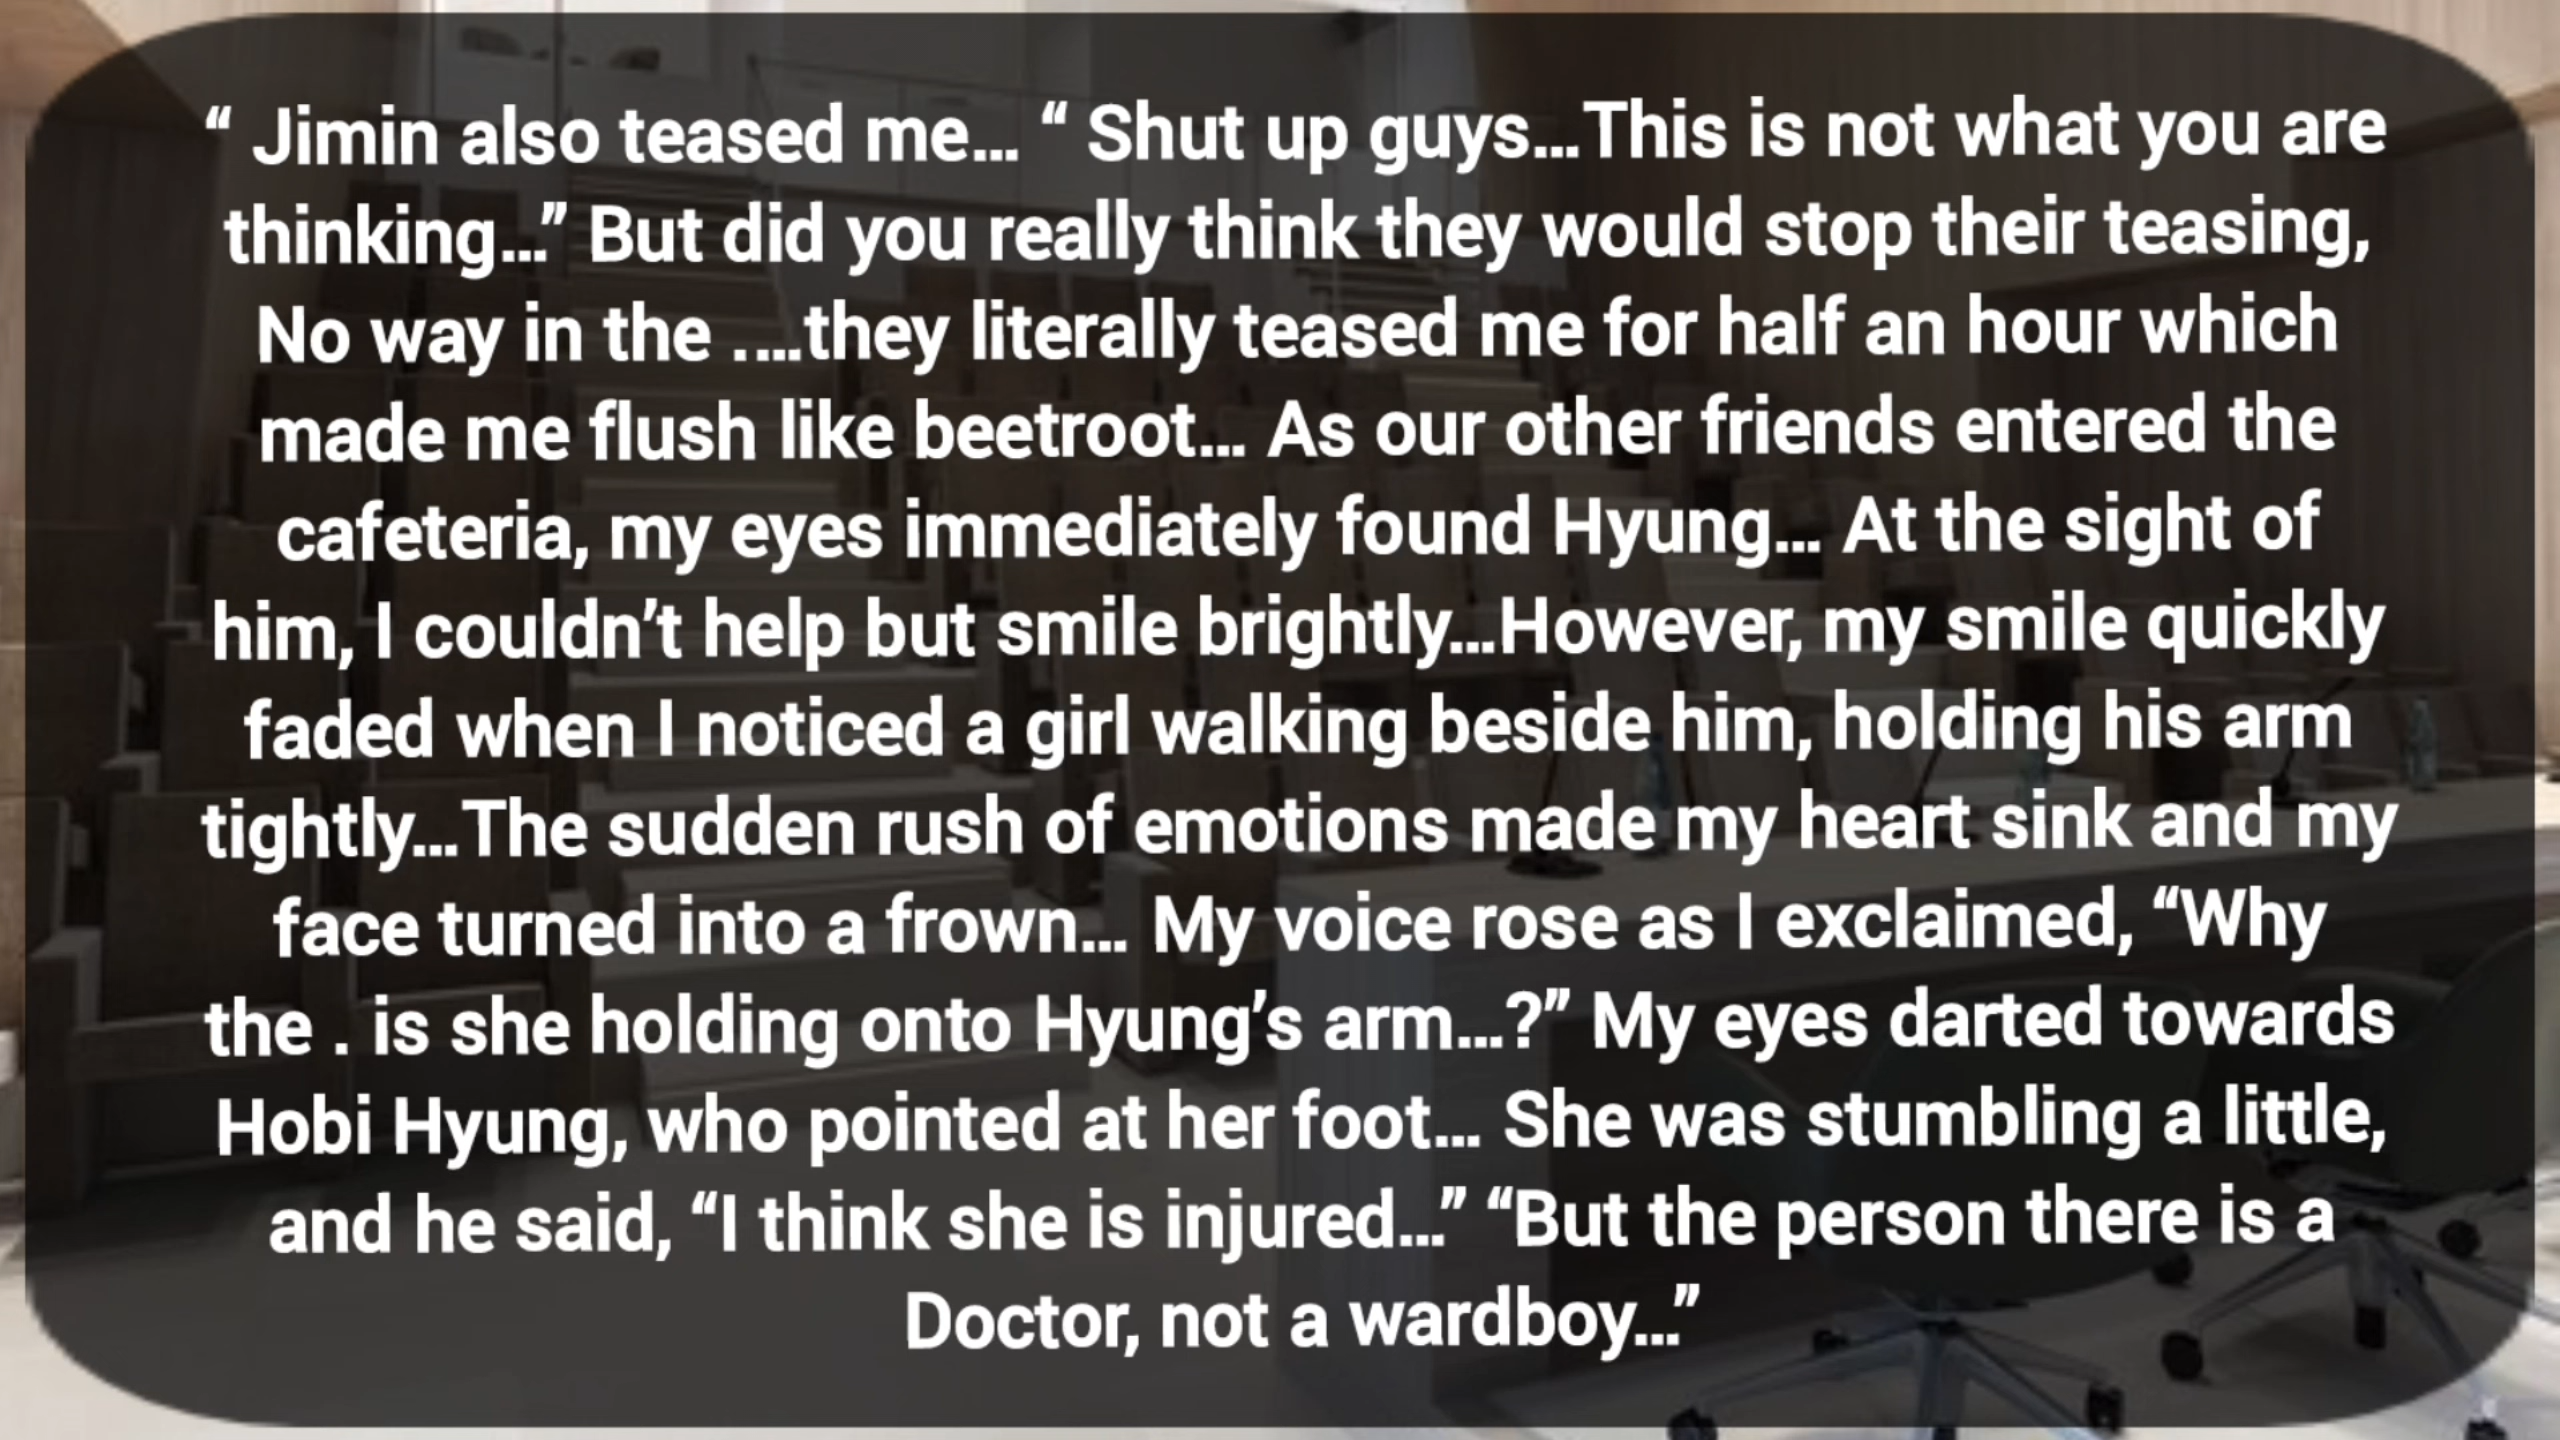 “ Jimin also teased me... “ Shut up guys...This is not what you are
thinking...” But did you really think they would stop their teasing,
No way in the ....they literally teased me for half an hour which
made me flush like beetroot... As our other friends entered the
cafeteria, my eyes immediately found Hyung... At the sight of
him, I couldn’t help but smile brightly...However, my smile quickly
faded when I noticed a girl walking beside him, holding his arm
tightly...The sudden rush of emotions made my heart sink and my
face turned into a frown... My voice rose as I exclaimed, “Why
the . is she holding onto Hyung’s arm...?” My eyes darted towards
Hobi Hyung, who pointed at her foot... She was stumbling a little,
and he said, “I think she is injured...” “But the person there is a
Doctor, not a wardboy...”